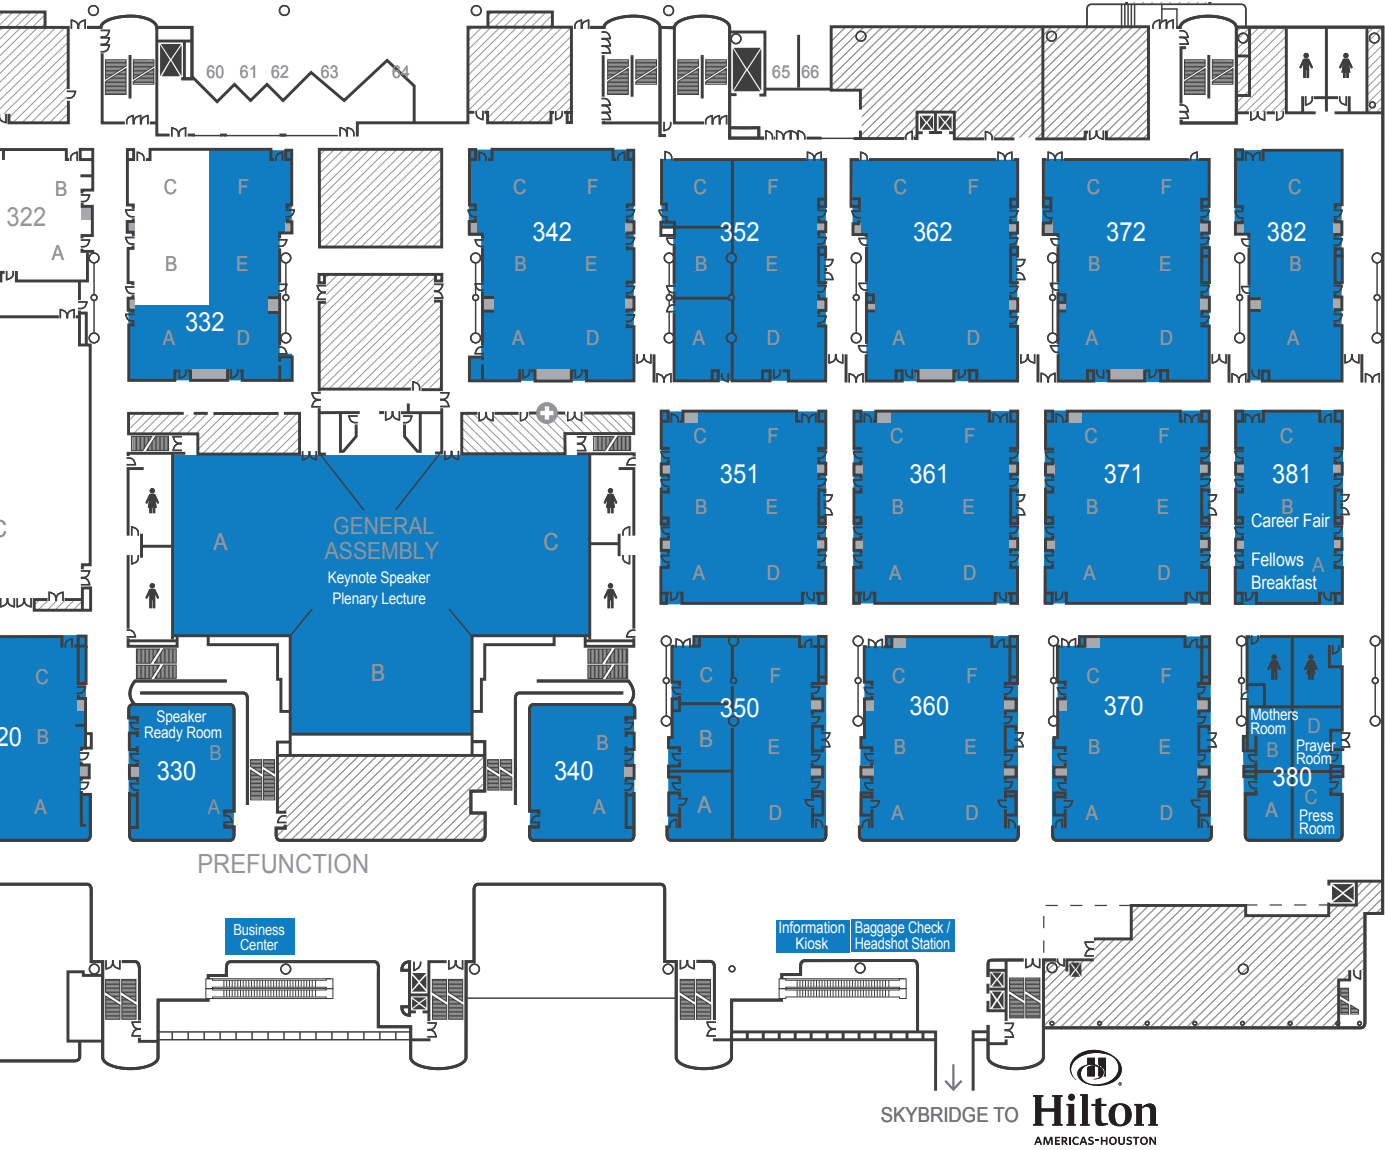 60 61 62 63 64
65 66
B
322
A
C F
B E
332
A D
C F
342
B E
A D
C F
352
B E
A D
C F
362
B E
A D
C F
372
B E
A D
C
382
B
A
C
GENERAL
ASSEMBLY
A C
Keynote Speaker
Plenary Lecture
B
C F
351
B E
A D
C F
361
B E
A D
C F
371
B E
A D
C
381
B
Career Fair
Fellows
Breakfast
A
C
20 B
A
Speaker
Ready Room
B
330
A
B
340
A
C F
350
B E
A D
C F
360
B E
A D
C F
370
B E
A D
Mothers
Room
D
B
Prayer
Room
380
A C
Press
Room
PREFUNCTION
Business
Center
Information
Kiosk
Baggage Check /
Headshot Station
SKYBRIDGE TO
H
Hilton
AMERICAS-HOUSTON